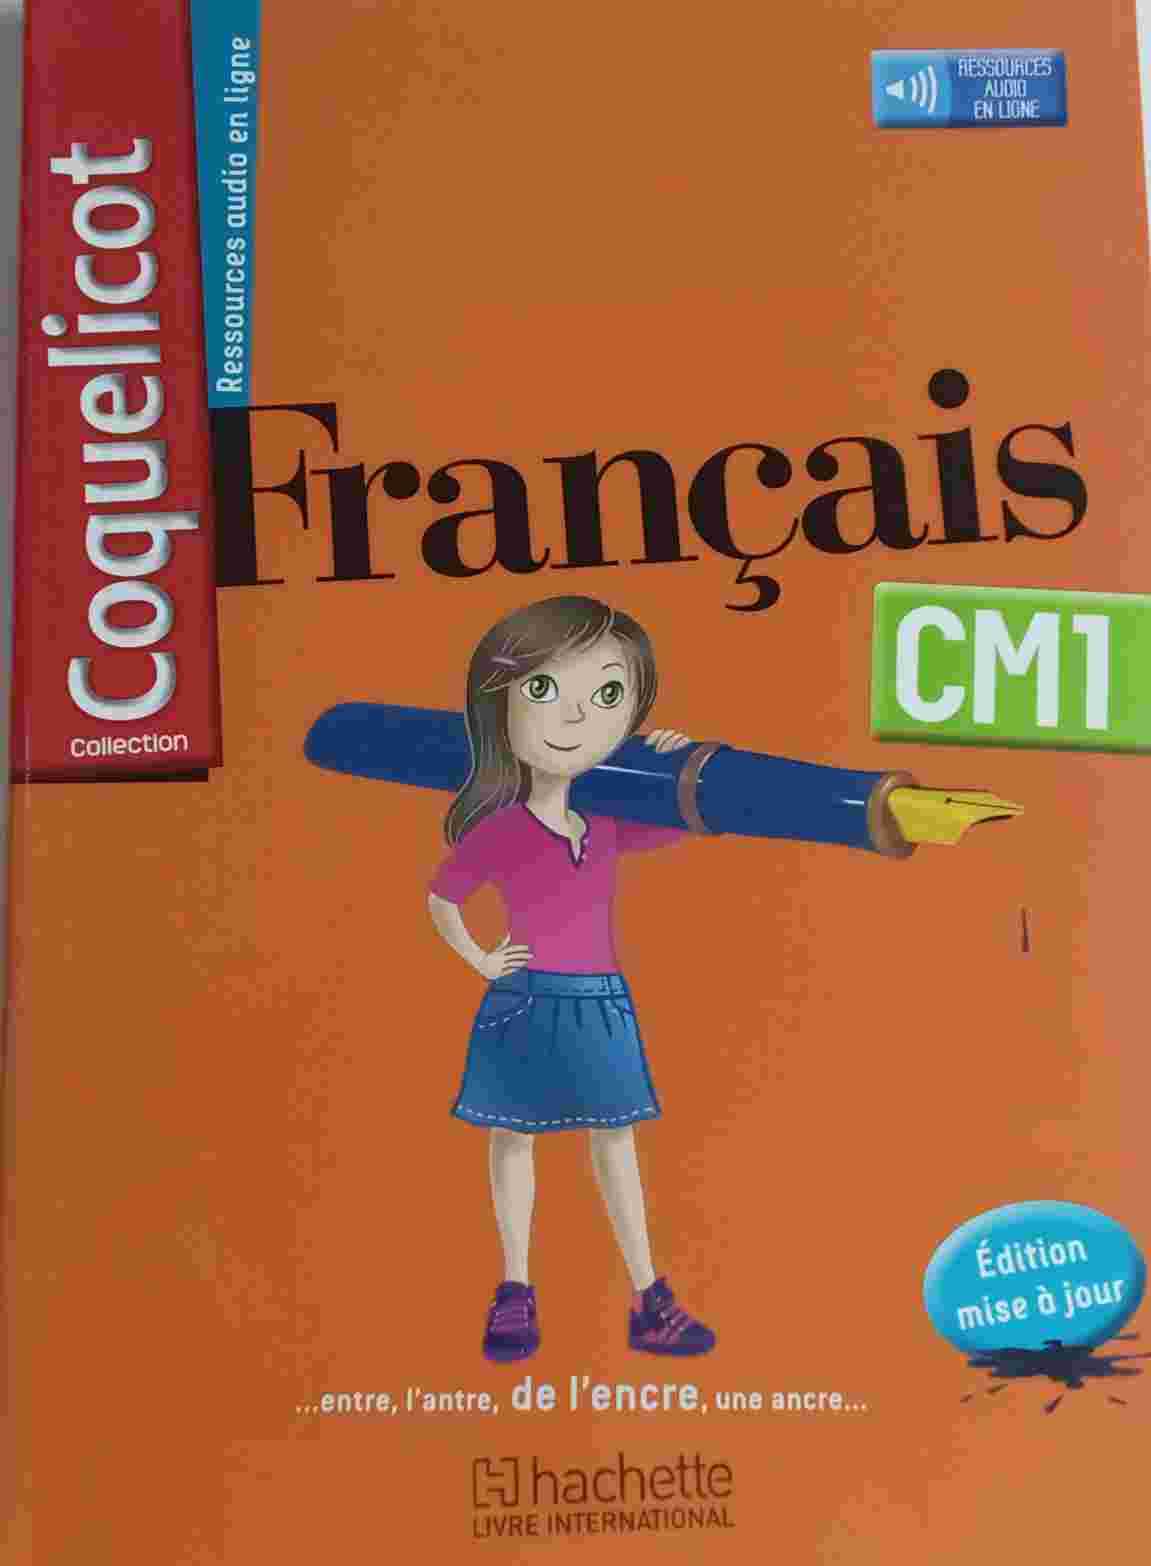 Ressources audio en ligne
RESSOURCES
AUDIO
EN LIGNE
Coquelicot
Collection
Français
CM1
Édition
mise à jour
...entre, l'antre, de l'encre, une ancre...
hachette
LIVRE INTERNATIONAL